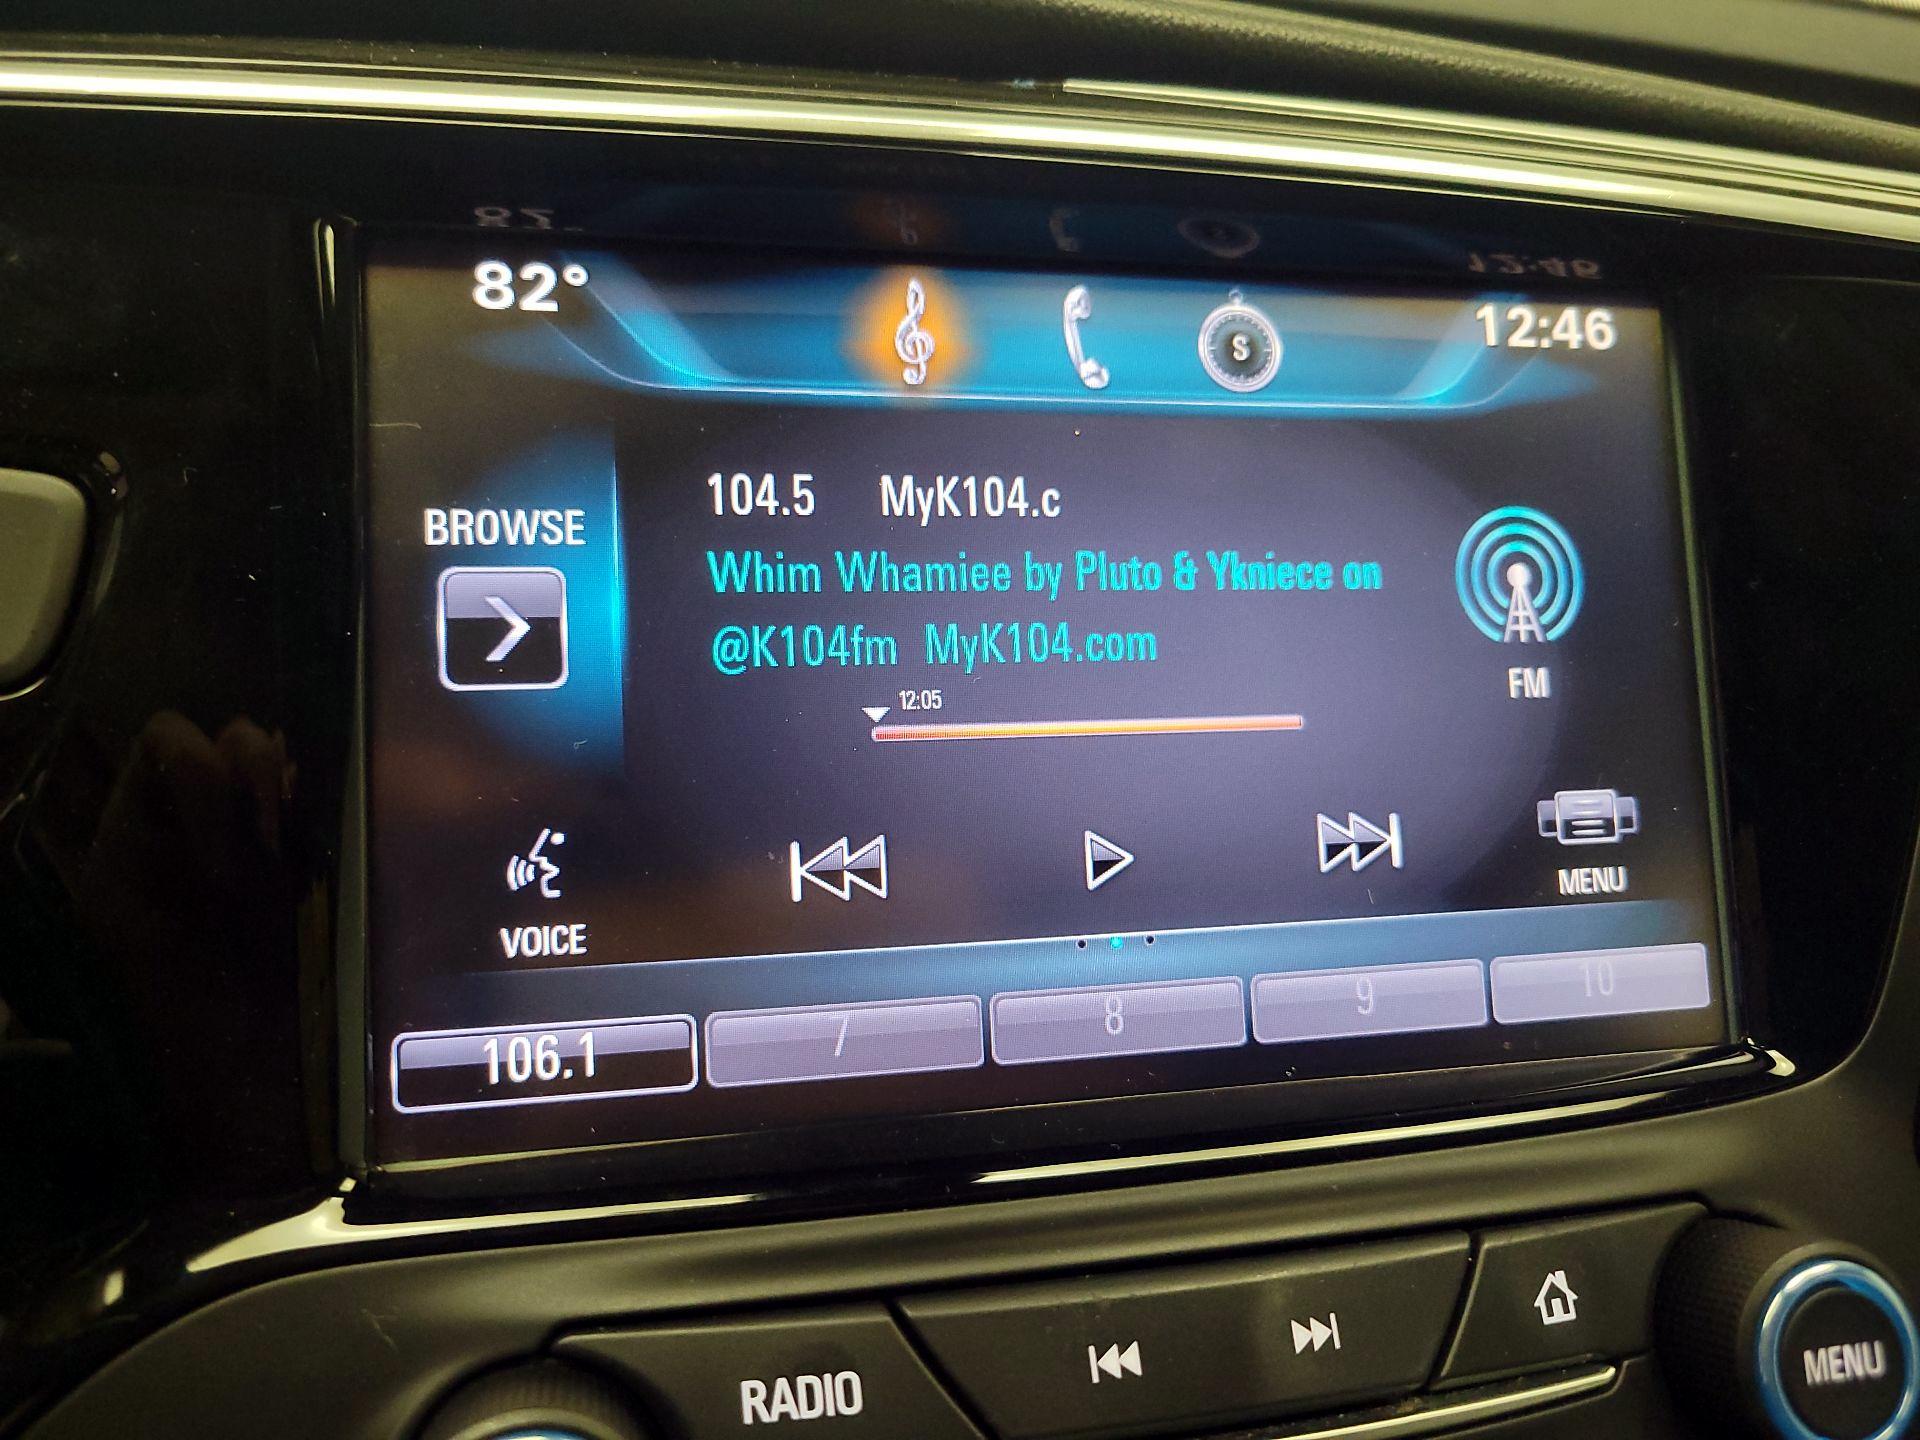 82° 12:46
S
104.5 MyK104.c
BROWSE
Whim Whamiee by Pluto & Ykniece on
@K104fm MyK104.com
12:05
FM
VOICE
MENU
106.1 7 8 9 10
RADIO
MENU